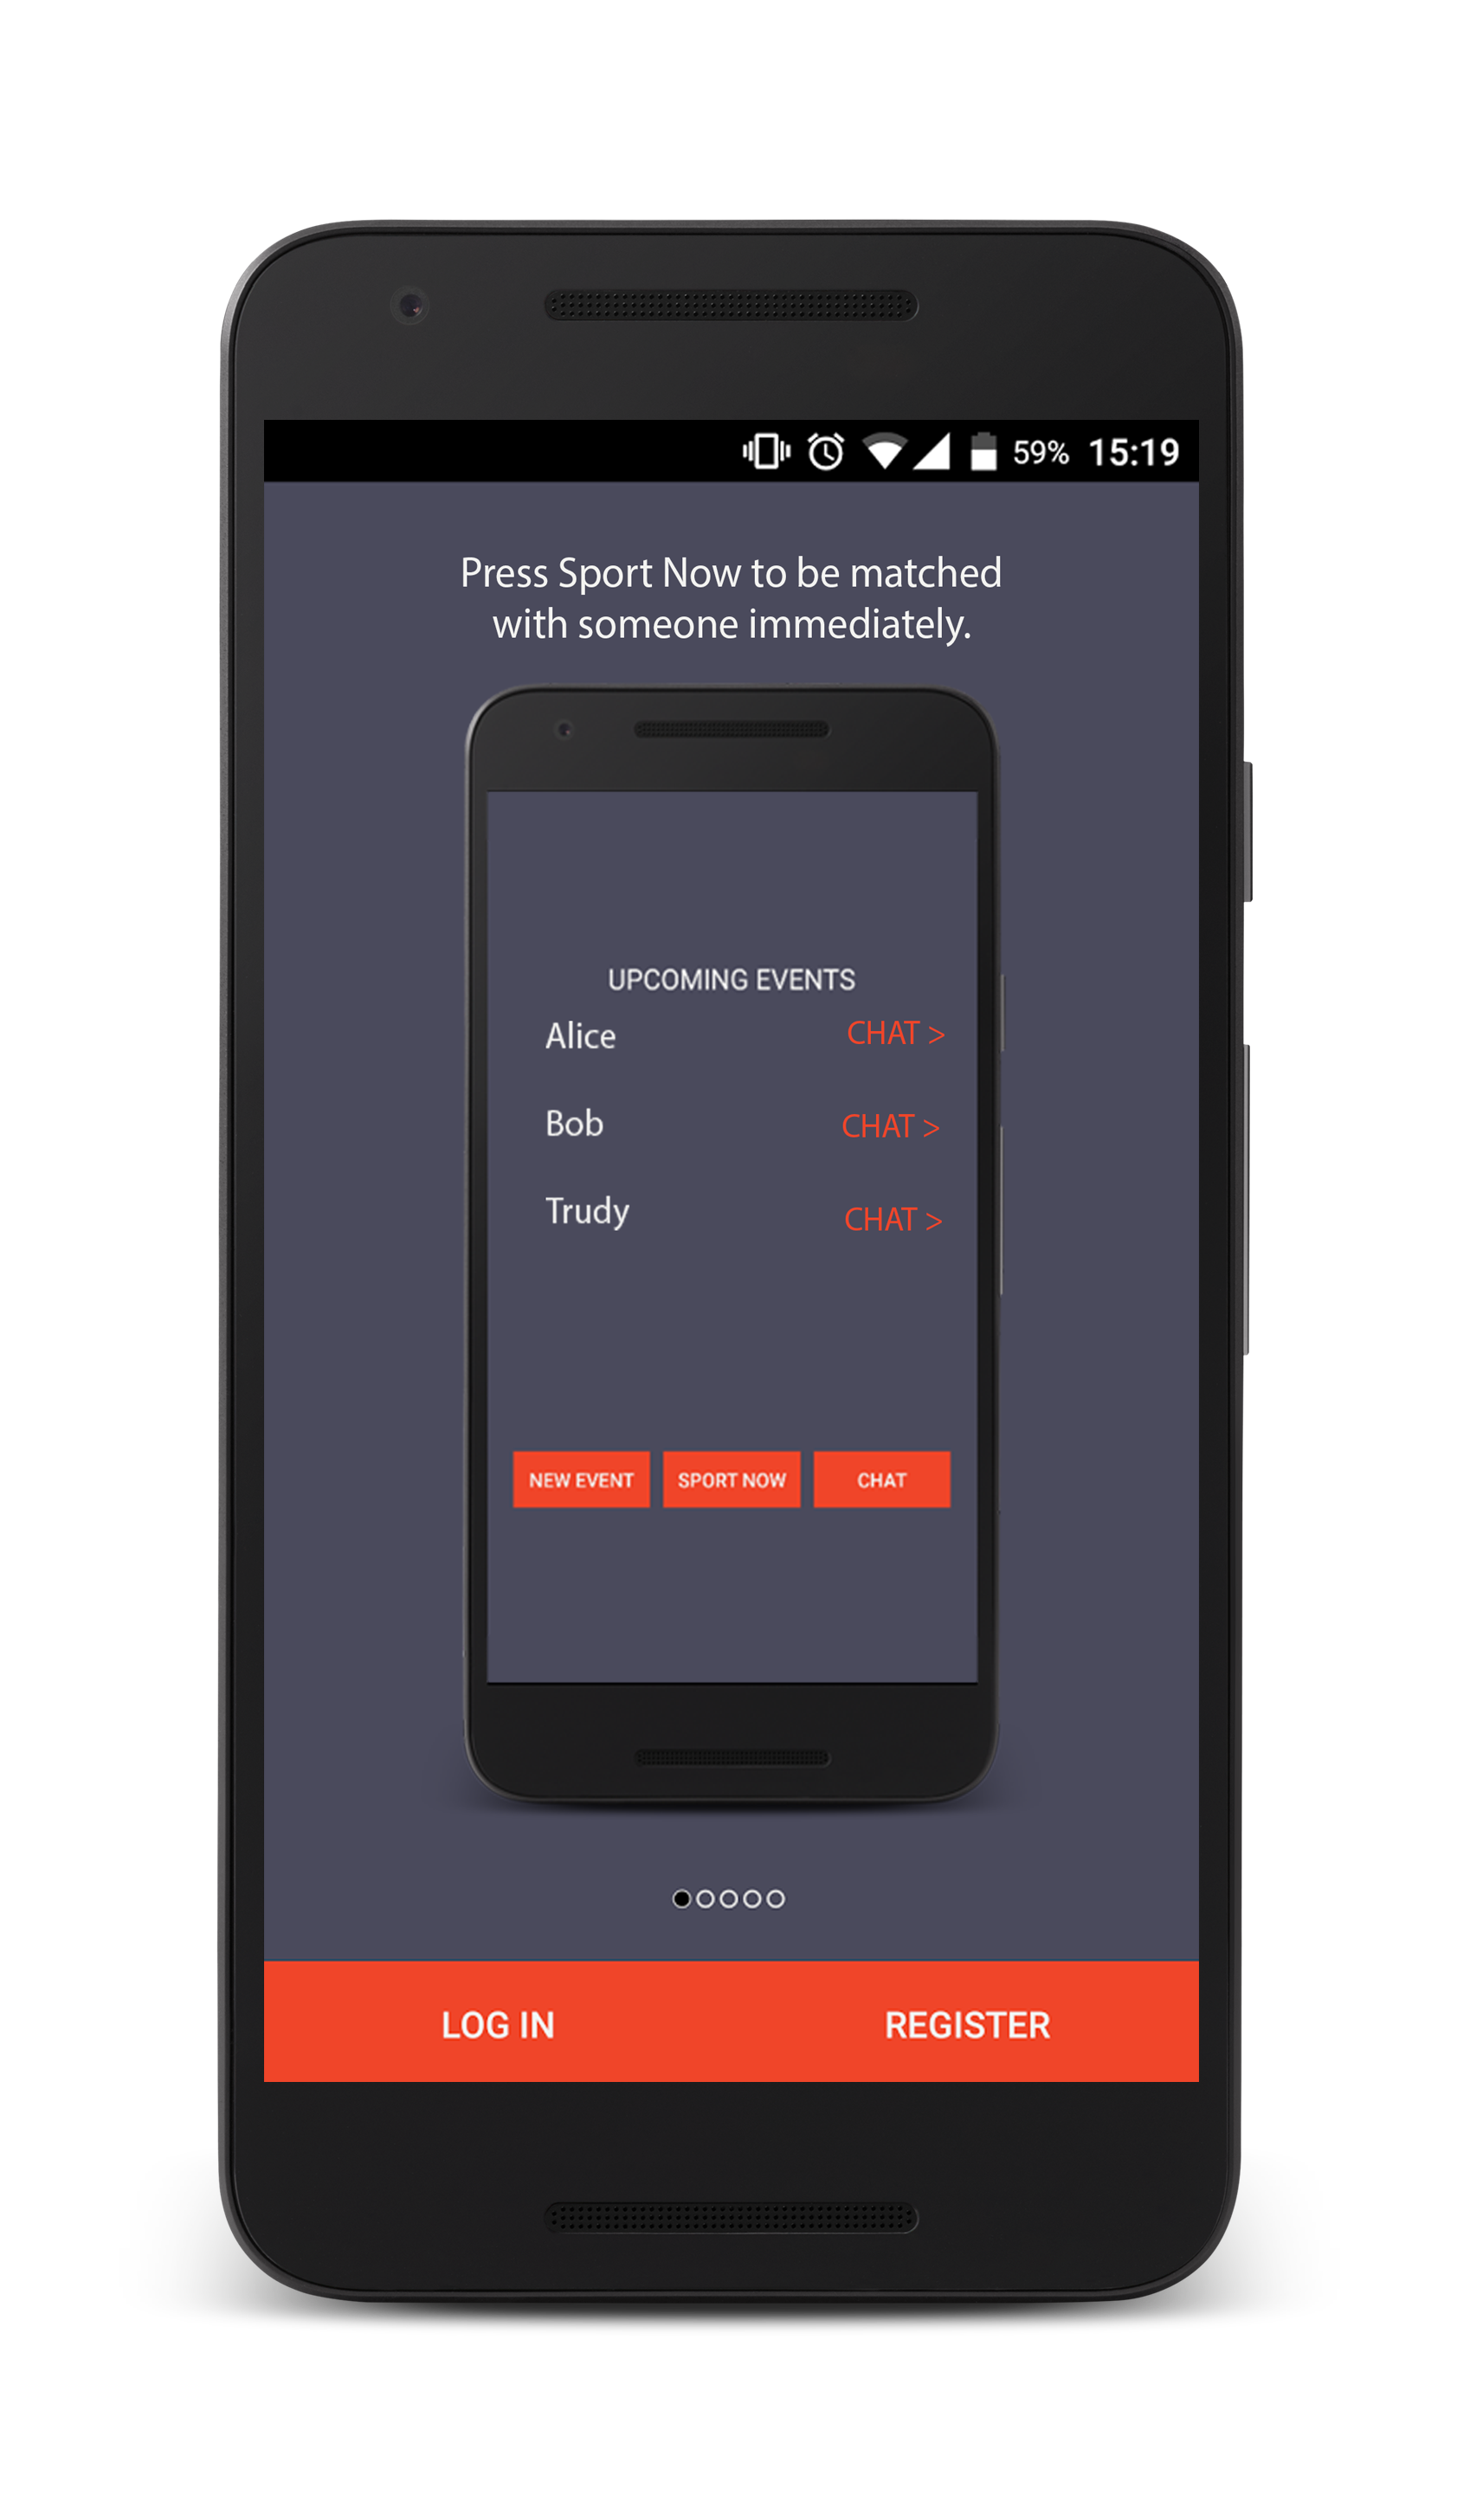 59% 15:19
Press Sport Now to be matched
with someone immediately.
UPCOMING EVENTS
Alice CHAT >
Bob CHAT >
Trudy CHAT >
NEW EVENT SPORT NOW CHAT
LOG IN REGISTER